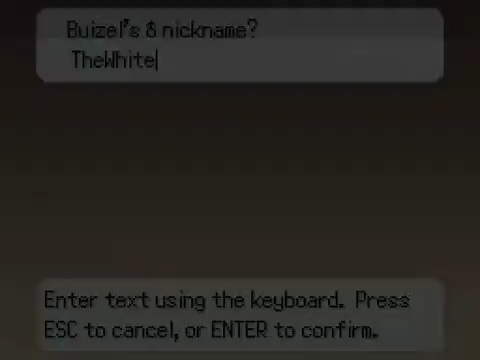 Buizel's ♂ nickname?
TheWhite
Enter text using the keyboard. Press
ESC to cancel, or ENTER to confirm.